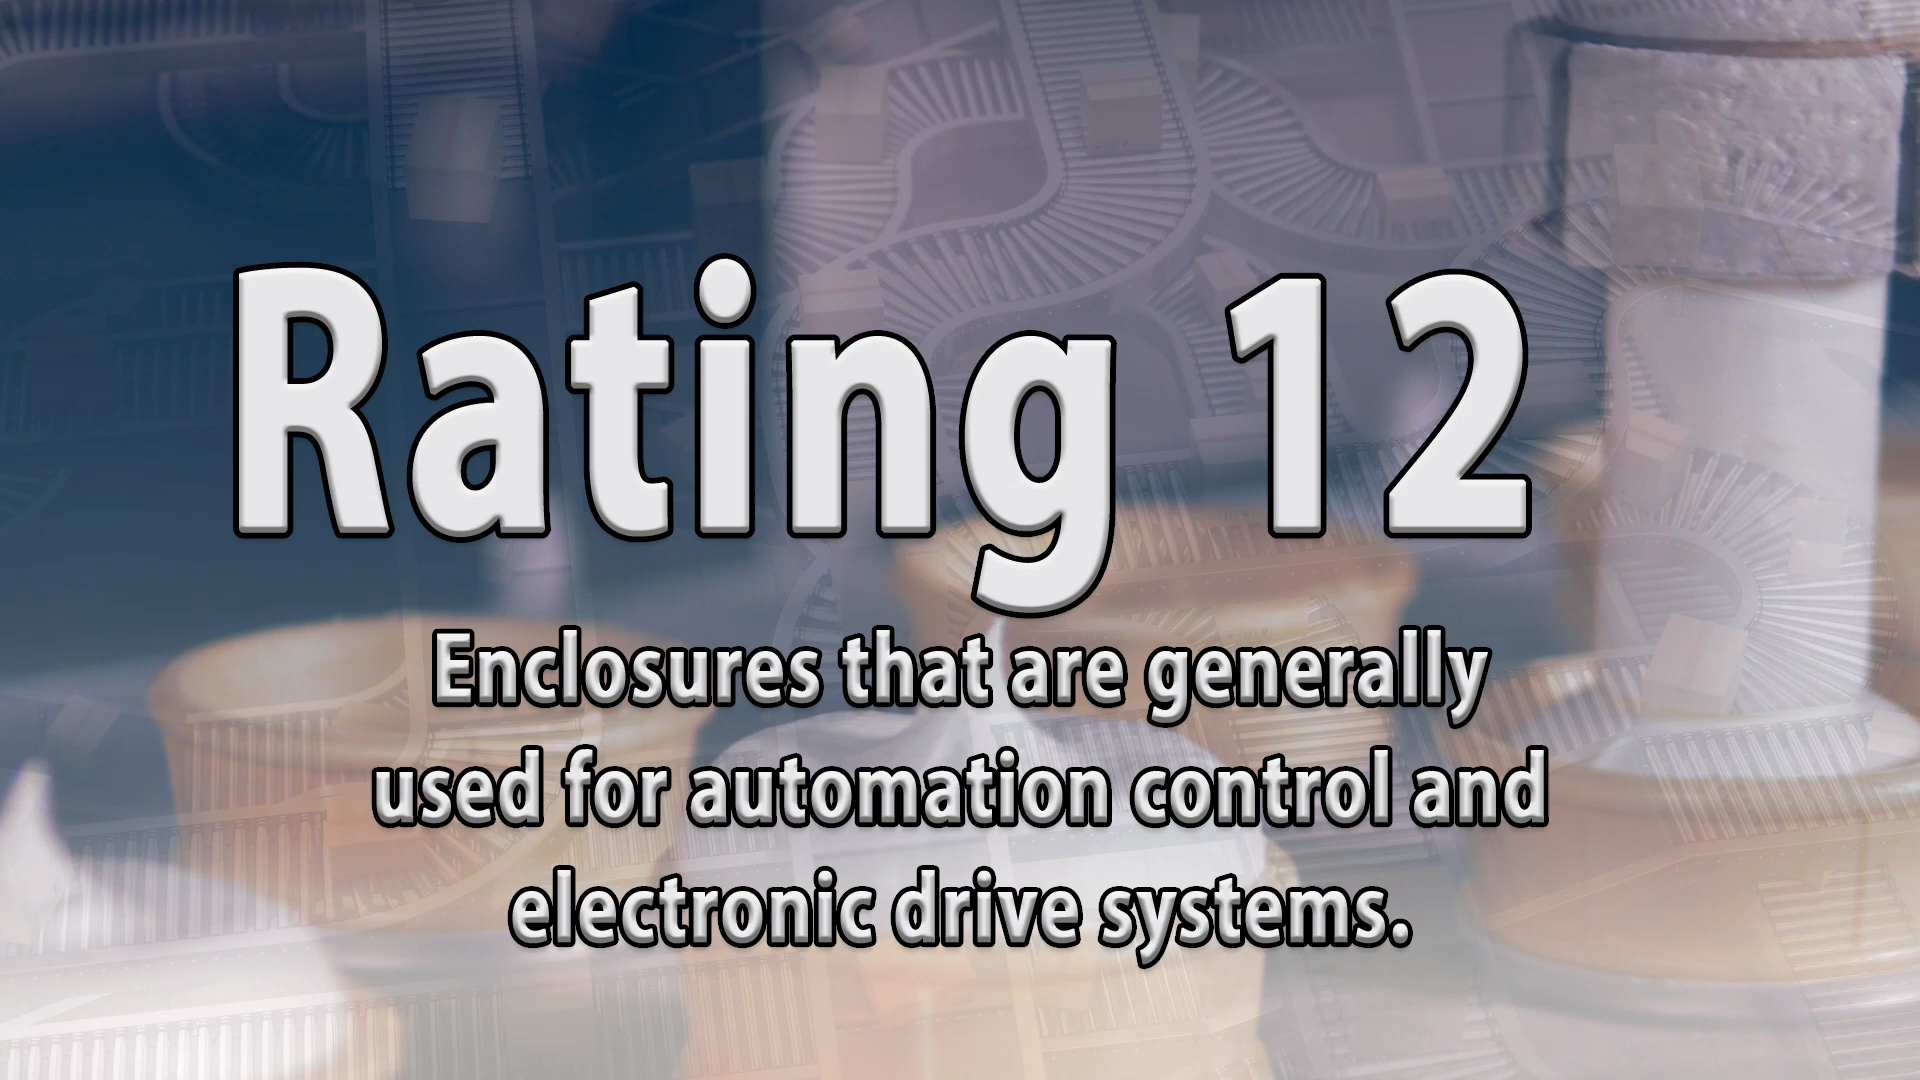 Rating 12
Enclosures that are generally
used for automation control and
electronic drive systems.